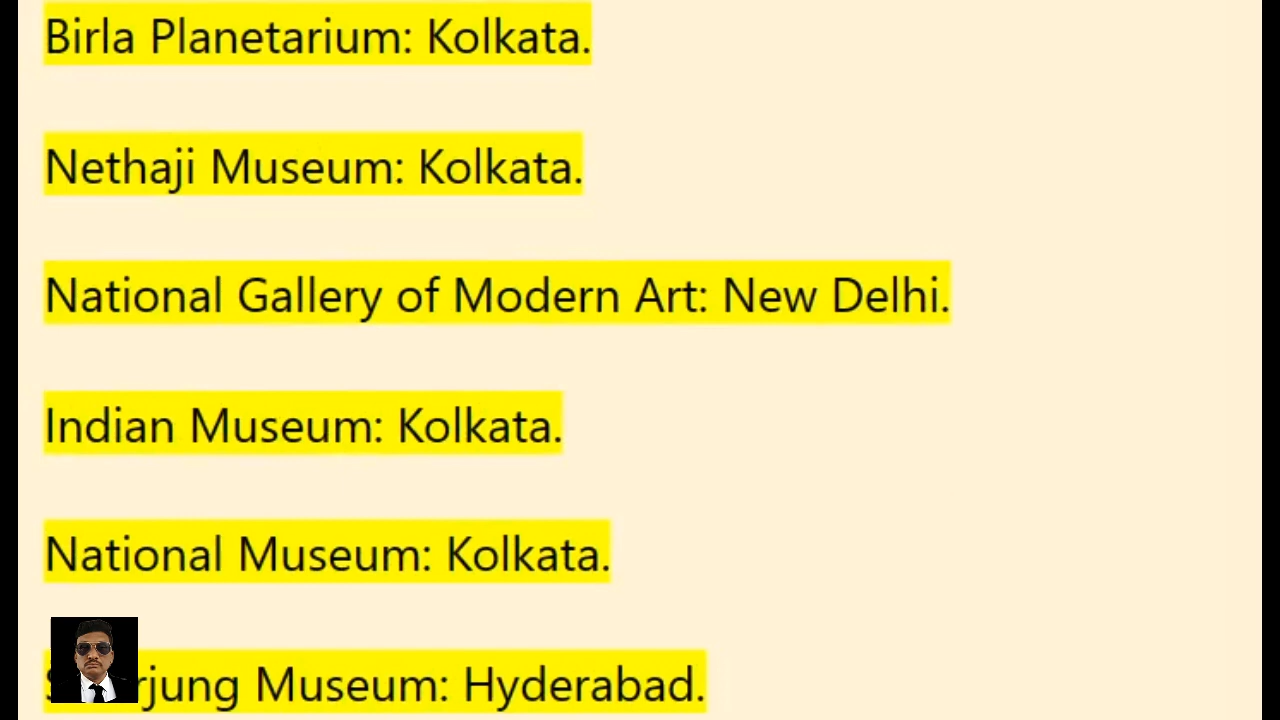 Birla Planetarium: Kolkata.
Nethaji Museum: Kolkata.
National Gallery of Modern Art: New Delhi.
Indian Museum: Kolkata.
National Museum: Kolkata.
Museum: Hyderabad.